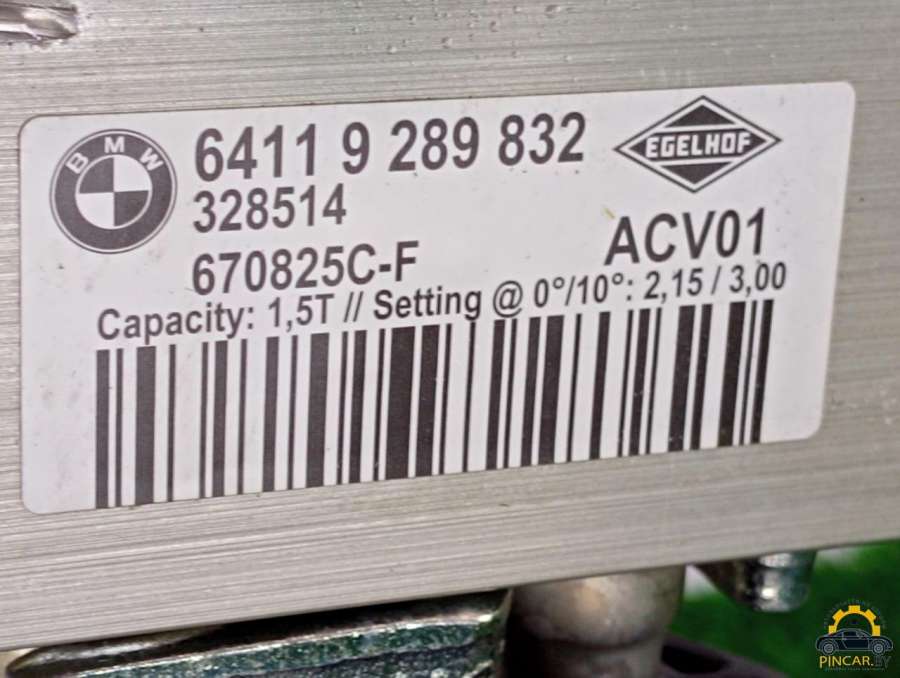 BMW
6411 9 289 832
EGELHOF
328514
670825C-F
ACV01
Capacity: 1,5T // Setting @ 0°/10°: 2,15 / 3,00
PINCAR.BY